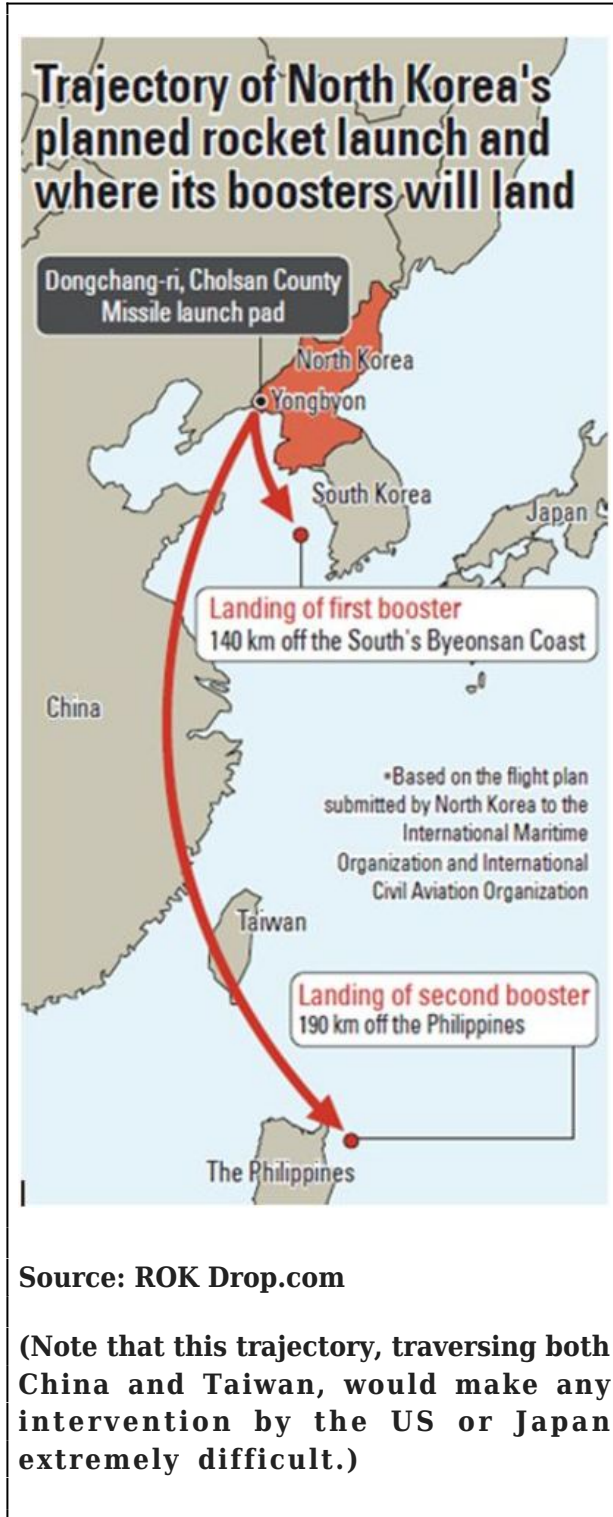 Trajectory of North Korea's
planned rocket launch and
where its boosters will land
Dongchang-ri, Cholsan County
Missile launch pad
North Korea
Yongbyon
South Korea
Japan
Landing of first booster
140 km off the South's Byeonsan Coast
China
•Based on the flight plan
submitted by North Korea to the
International Maritime
Organization and International
Civil Aviation Organization
Taiwan
Landing of second booster
190 km off the Philippines
The Philippines
Source: ROK Drop.com
(Note that this trajectory, traversing both
China and Taiwan, would make any
intervention by the US or Japan
extremely difficult.)